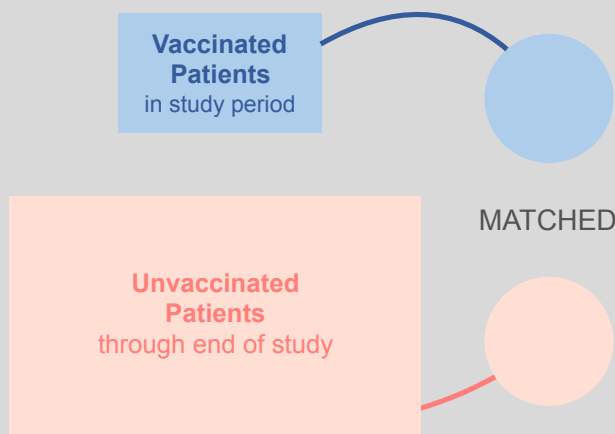 Vaccinated
Patients
in study period
MATCHED
Unvaccinated
Patients
through end of study